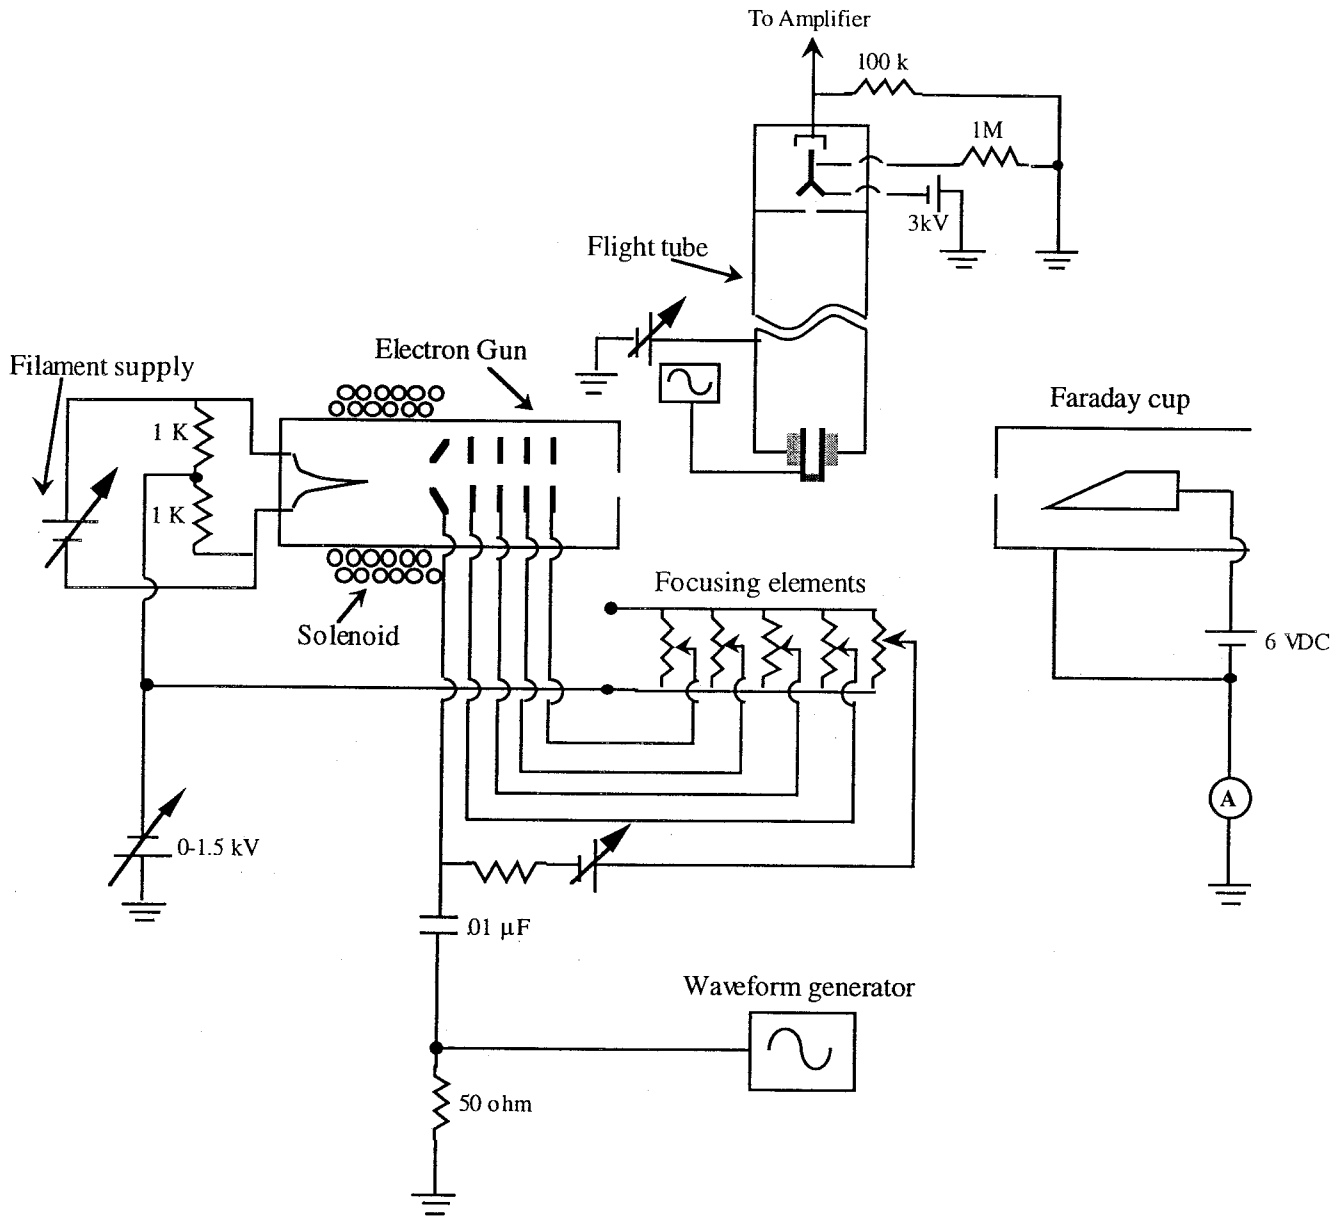 To Amplifier
100 k
1M
3kV
Flight tube
Electron Gun
Filament supply
Faraday cup
1 K
1 K
Focusing elements
Solenoid
6 VDC
A
0-1.5 kV
.01 µF
Waveform generator
50 ohm